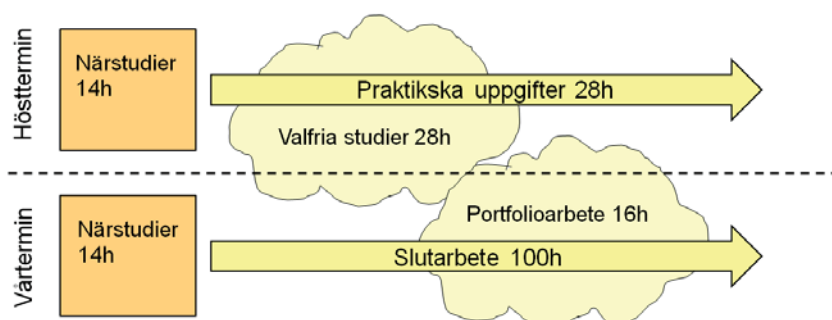 Hösttermin
Närstudier
14h
Praktikska uppgifter 28h
Valfria studier 28h
Vårtermin
Närstudier
14h
Portfolioarbete 16h
Slutarbete 100h